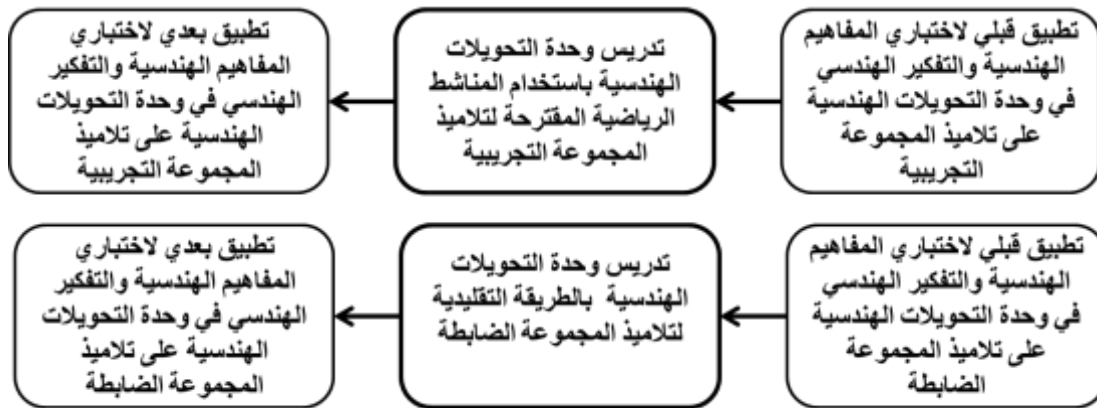 تطبيق قبلي لاختباري المفاهيم
الهندسية والتفكير الهندسي
في وحدة التحويلات الهندسية
على تلاميذ المجموعة
التجريبية
تدريس وحدة التحويلات
الهندسية باستخدام المناشط
الرياضية المقترحة لتلاميذ
المجموعة التجريبية
تطبيق بعدي لاختباري
المفاهيم الهندسية والتفكير
الهندسي في وحدة التحويلات
الهندسية على تلاميذ
المجموعة التجريبية
تطبيق قبلي لاختباري المفاهيم
الهندسية والتفكير الهندسي
في وحدة التحويلات الهندسية
على تلاميذ المجموعة
الضابطة
تدريس وحدة التحويلات
الهندسية بالطريقة التقليدية
لتلاميذ المجموعة الضابطة
تطبيق بعدي لاختباري
المفاهيم الهندسية والتفكير
الهندسي في وحدة التحويلات
الهندسية على تلاميذ
المجموعة الضابطة